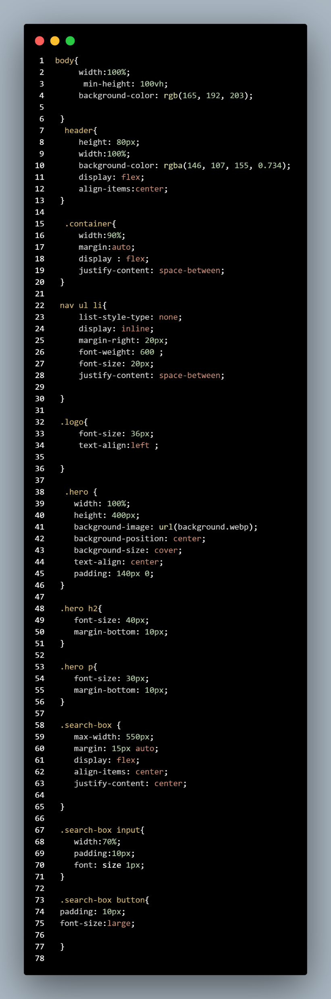 1 body{
2 width:100%;
3 min-height: 100vh;
4 background-color: rgb(165, 192, 203);
5
6 }
7 header{
8 height: 80px;
9 width:100%;
10 background-color: rgba(146, 107, 155, 0.734);
11 display: flex;
12 align-items:center;
13 }
14
15 .container{
16 width:90%;
17 margin:auto;
18 display : flex;
19 justify-content: space-between;
20 }
21
22 nav ul li{
23 list-style-type: none;
24 display: inline;
25 margin-right: 20px;
26 font-weight: 600 ;
27 font-size: 20px;
28 justify-content: space-between;
29
30 }
31
32 .logo{
33 font-size: 36px;
34 text-align:left ;
35
36 }
37
38 .hero {
39 width: 100%;
40 height: 400px;
41 background-image: url(background.webp);
42 background-position: center;
43 background-size: cover;
44 text-align: center;
45 padding: 140px 0;
46 }
47
48 .hero h2{
49 font-size: 40px;
50 margin-bottom: 10px;
51 }
52
53 .hero p{
54 font-size: 30px;
55 margin-bottom: 10px;
56 }
57
58 .search-box {
59 max-width: 550px;
60 margin: 15px auto;
61 display: flex;
62 align-items: center;
63 justify-content: center;
64
65 }
66
67 .search-box input{
68 width:70%;
69 padding:10px;
70 font: size 1px;
71 }
72
73 .search-box button{
74 padding: 10px;
75 font-size:large;
76
77 }
78